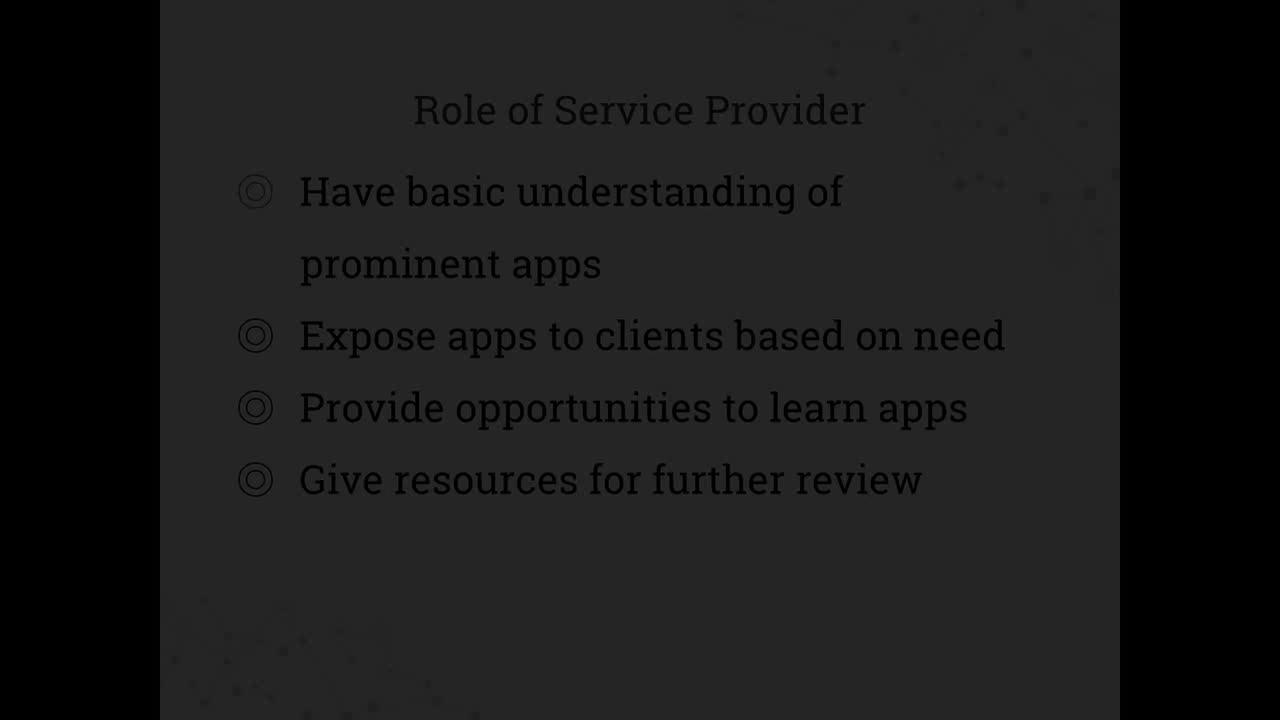 Role of Service Provider
Have basic understanding of
prominent apps
Expose apps to clients based on need
Provide opportunities to learn apps
Give resources for further review